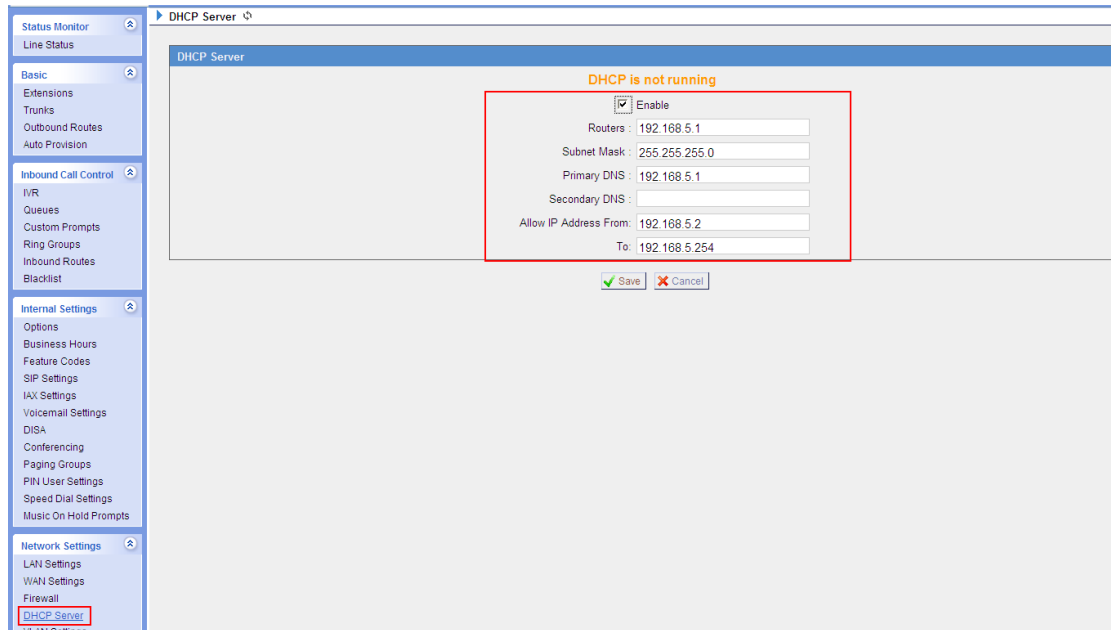 Status Monitor
Line Status
Basic
Extensions
Trunks
Outbound Routes
Auto Provision
Inbound Call Control
IVR
Queues
Custom Prompts
Ring Groups
Inbound Routes
Blacklist
Internal Settings
Options
Business Hours
Feature Codes
SIP Settings
IAX Settings
Voicemail Settings
DISA
Conferencing
Paging Groups
PIN User Settings
Speed Dial Settings
Music On Hold Prompts
Network Settings
LAN Settings
WAN Settings
Firewall
DHCP Server
DHCP Server
DHCP Server
DHCP is not running
Enable
Routers : 192.168.5.1
Subnet Mask : 255.255.255.0
Primary DNS : 192.168.5.1
Secondary DNS :
Allow IP Address From: 192.168.5.2
To: 192.168.5.254
Save Cancel